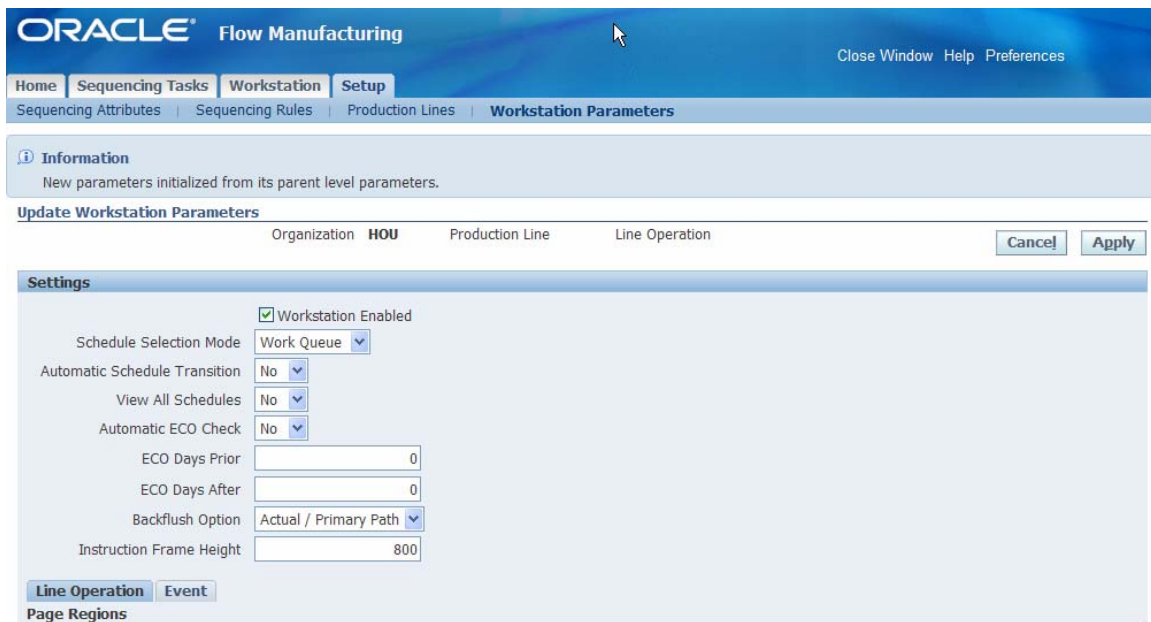 ORACLE® Flow Manufacturing
Close Window Help Preferences
Home Sequencing Tasks Workstation Setup
Sequencing Attributes | Sequencing Rules | Production Lines | Workstation Parameters
Information
New parameters initialized from its parent level parameters.
Update Workstation Parameters
Organization HOU Production Line Line Operation Cancel Apply
Settings
Workstation Enabled
Schedule Selection Mode Work Queue
Automatic Schedule Transition No
View All Schedules No
Automatic ECO Check No
ECO Days Prior 0
ECO Days After 0
Backflush Option Actual / Primary Path
Instruction Frame Height 800
Line Operation Event
Page Regions